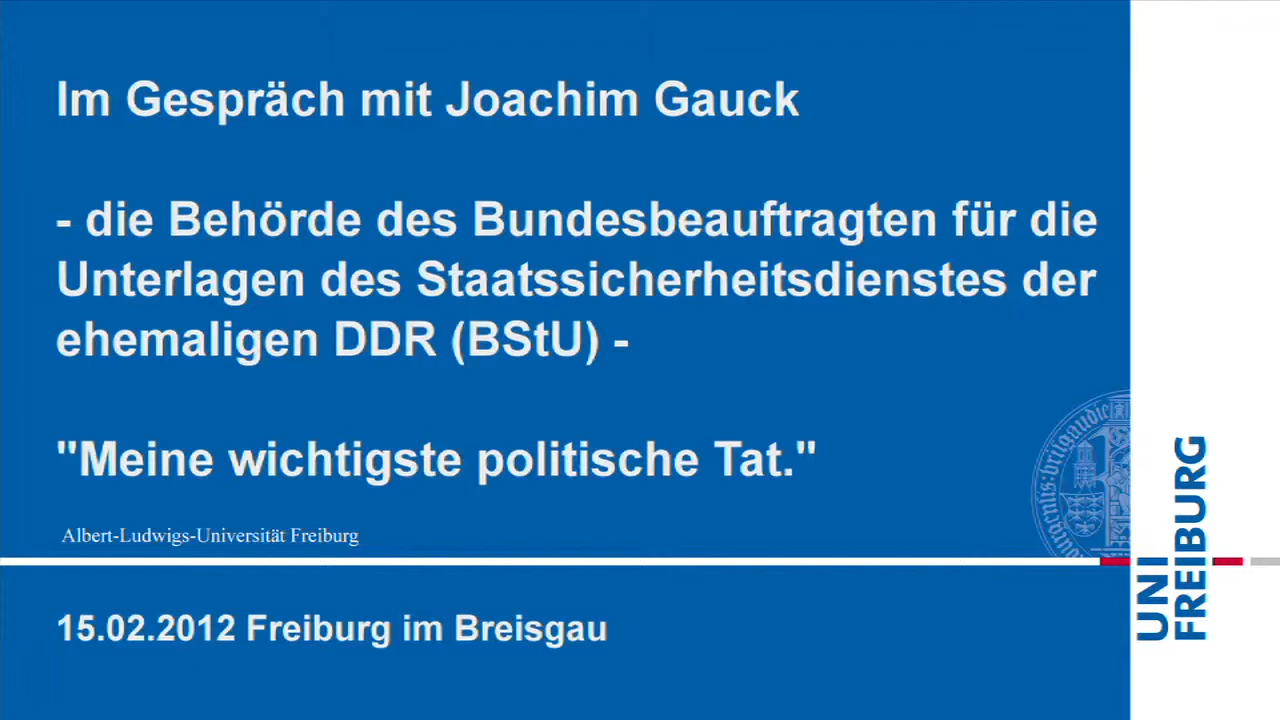 Im Gespräch mit Joachim Gauck
- die Behörde des Bundesbeauftragten für die
Unterlagen des Staatssicherheitsdienstes der
ehemaligen DDR (BStU) -
"Meine wichtigste politische Tat."
Albert-Ludwigs-Universität Freiburg
15.02.2012 Freiburg im Breisgau
UNI
FREIBURG